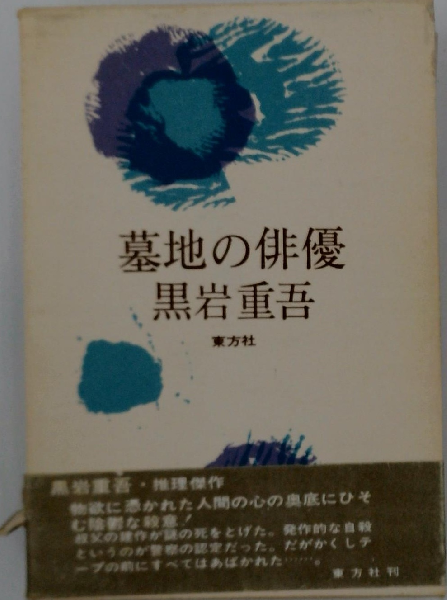 墓地の俳優
黒岩重吾
東方社
黒岩重吾・推理傑作
物欲に憑かれた人間の心の奥底にひそ
む陰鬱な殺意!
叔父の雄作が謎の死をとげた。発作的な自殺
というのが警察の認定だった。だがかくしテ
ープの前にすべてはあばかれた……。
東方社刊